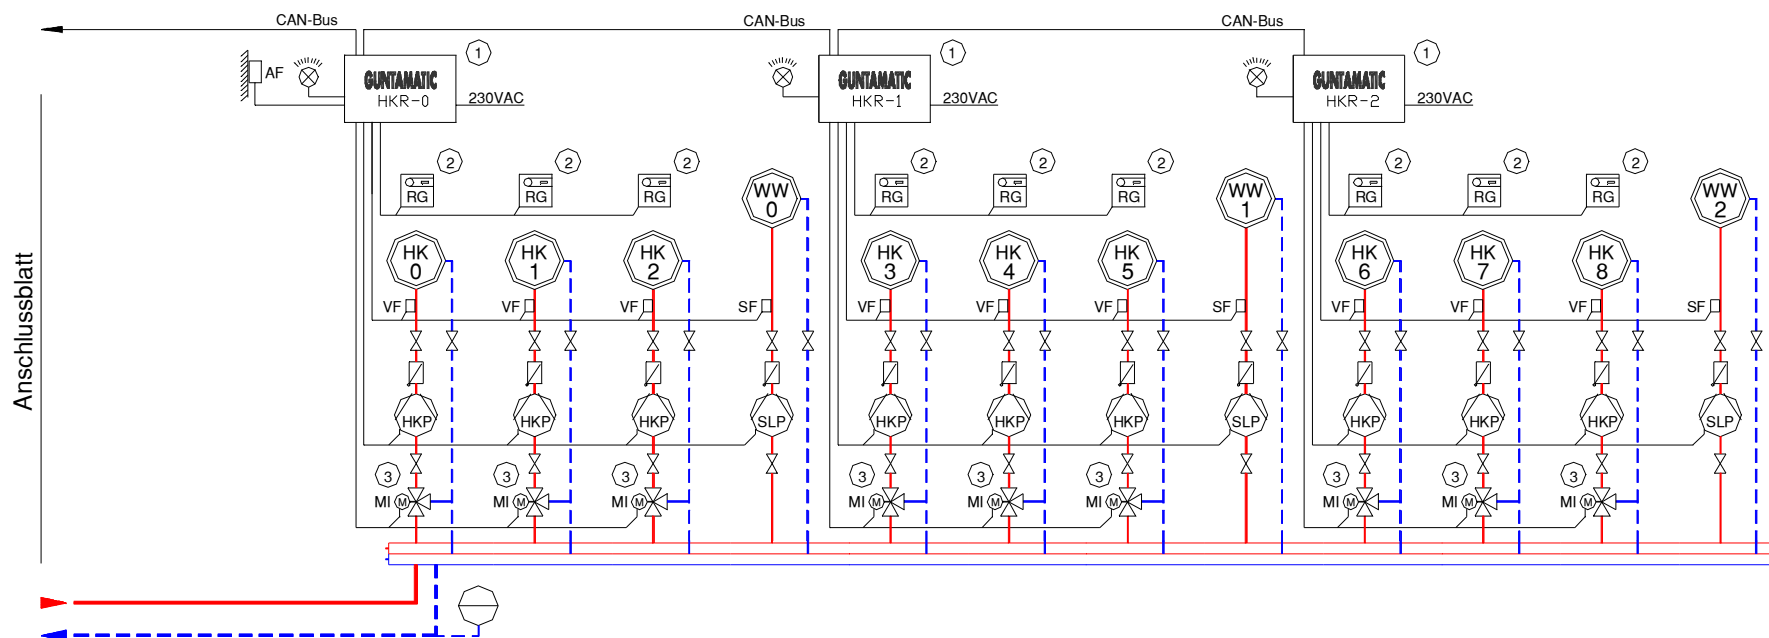 CAN-Bus CAN-Bus CAN-Bus
1 1 1
AF
GUNTAMATIC GUNTAMATIC GUNTAMATIC
HKR-0 230VAC HKR-1 230VAC HKR-2 230VAC
2 2 2 2 2 2 2 2 2
RG RG RG RG RG RG RG RG RG
WW WW WW
0 1 2
HK HK HK HK HK HK HK HK HK
0 1 2 3 4 5 6 7 8
VF VF VF SF VF VF VF SF VF VF VF SF
Anschlussblatt
HKP HKP HKP SLP HKP HKP HKP SLP HKP HKP HKP SLP
3 3 3 3 3 3 3 3 3
MI M MI M MI M MI M MI M MI M MI M MI M MI M